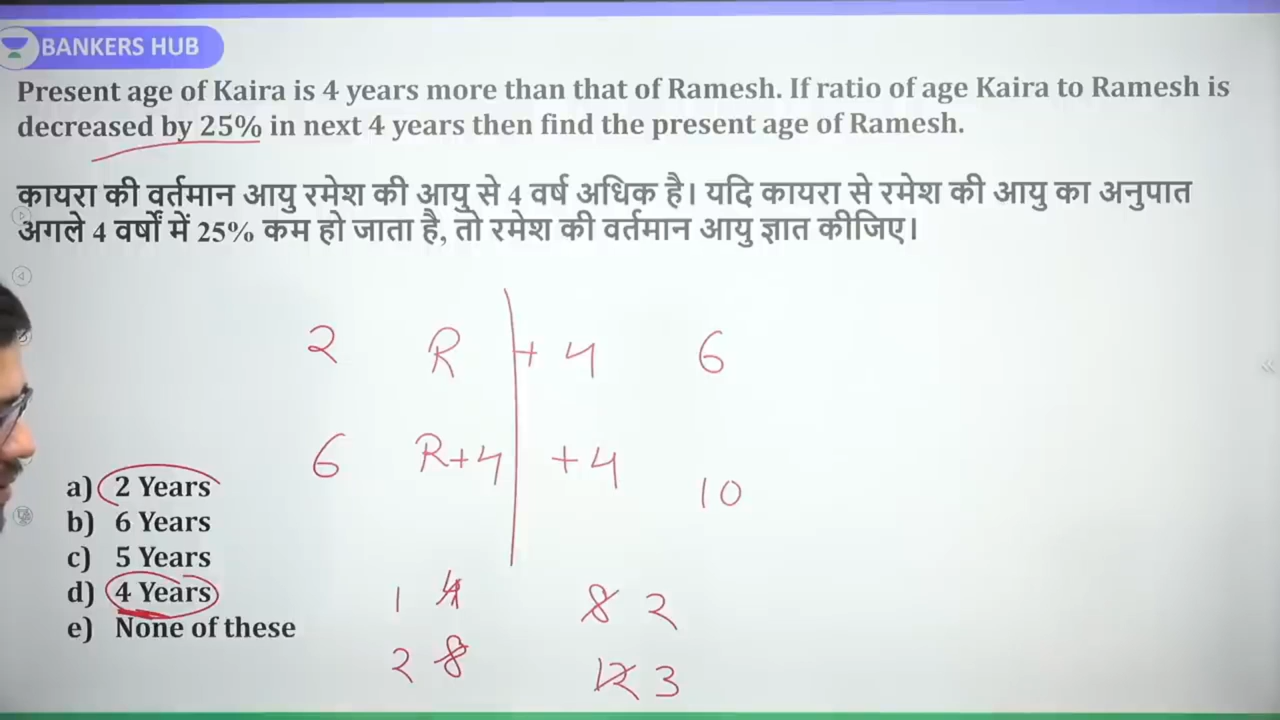 BANKERS HUB
Present age of Kaira is 4 years more than that of Ramesh. If ratio of age Kaira to Ramesh is
decreased by 25% in next 4 years then find the present age of Ramesh.
कायरा की वर्तमान आयु रमेश की आयु से 4 वर्ष अधिक है। यदि कायरा से रमेश की आयु का अनुपात
अगले 4 वर्षों में 25% कम हो जाता है, तो रमेश की वर्तमान आयु ज्ञात कीजिए।
2 R + 4 6
6 R+4 +4 10
a) 2 Years
b) 6 Years
c) 5 Years
d) 4 Years
e) None of these
1 4 8 2
2 8 12 3